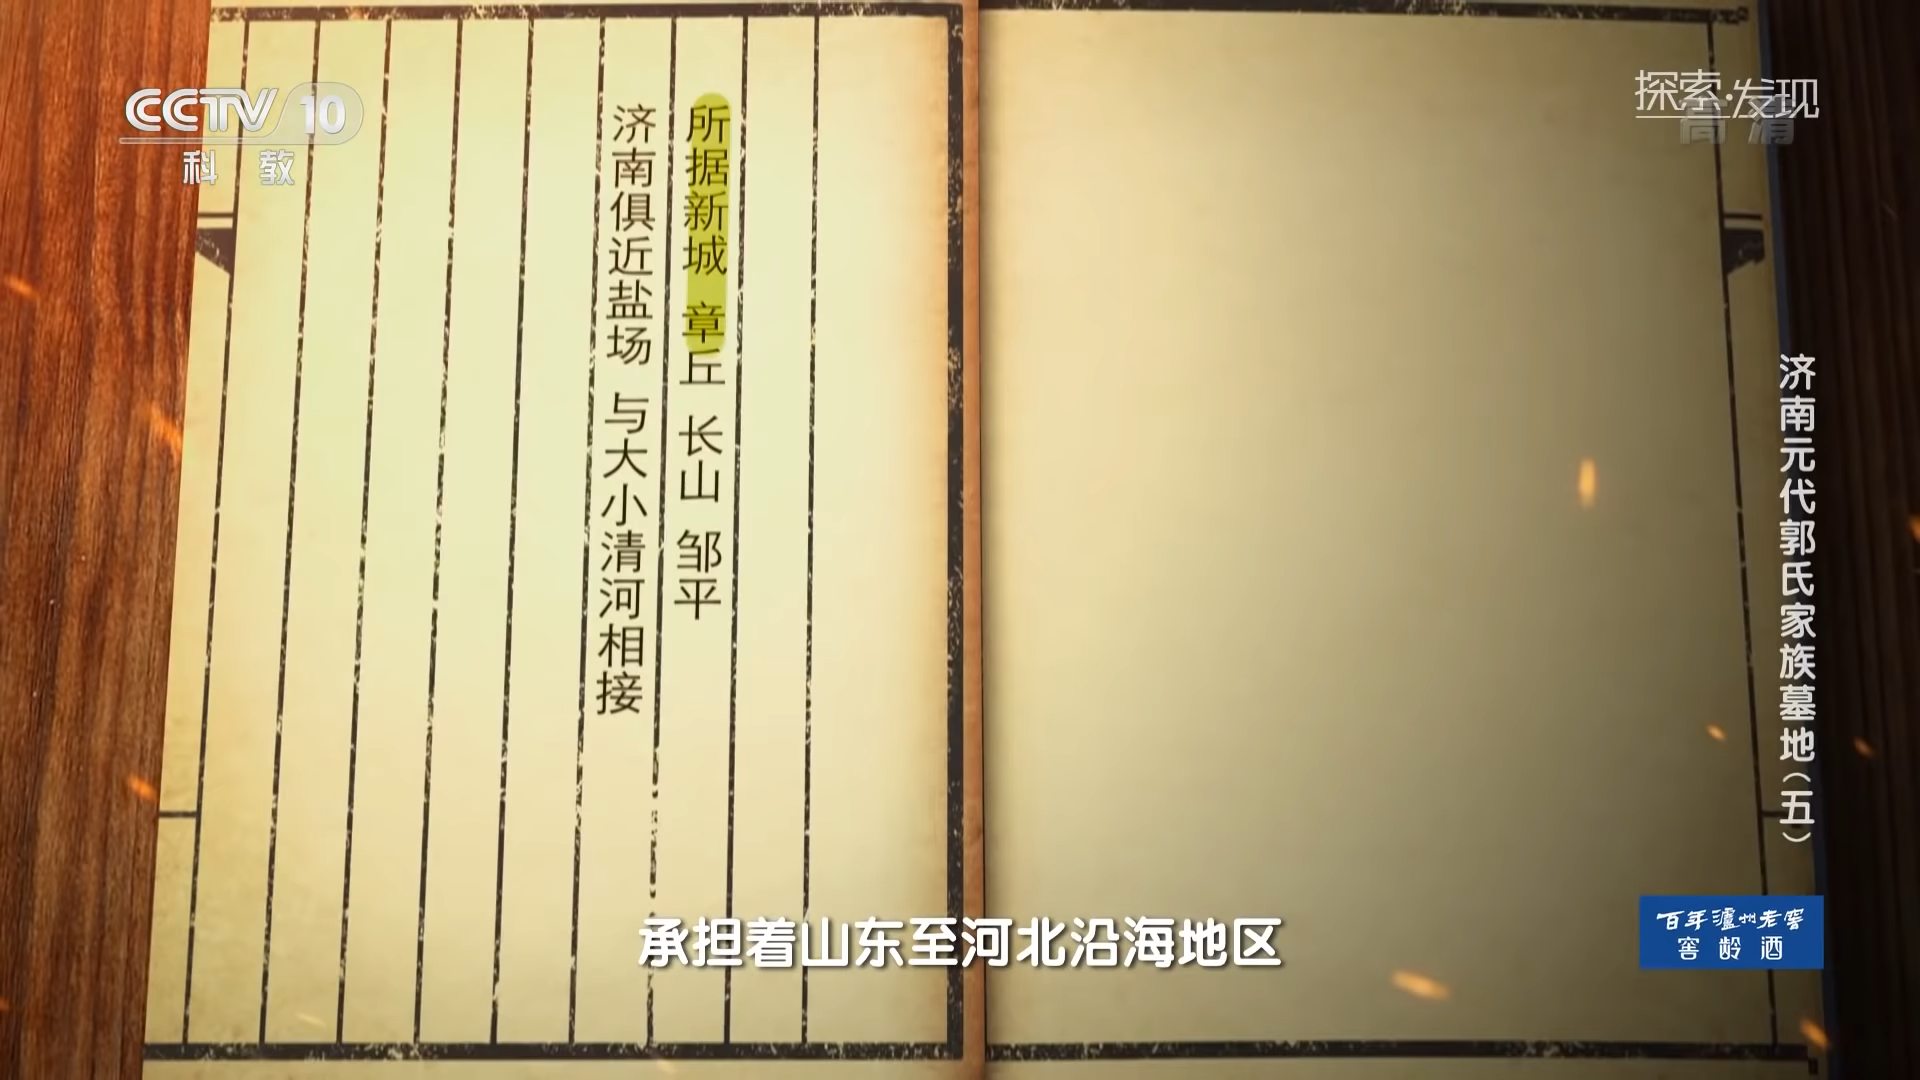 CCTV 10
科 教
探索·发现
高清
所据新城 章丘 长山 邹平
济南俱近盐场 与大小清河相接
济南元代郭氏家族墓地（五）
百年泸州老窖
窖 龄 酒
承担着山东至河北沿海地区